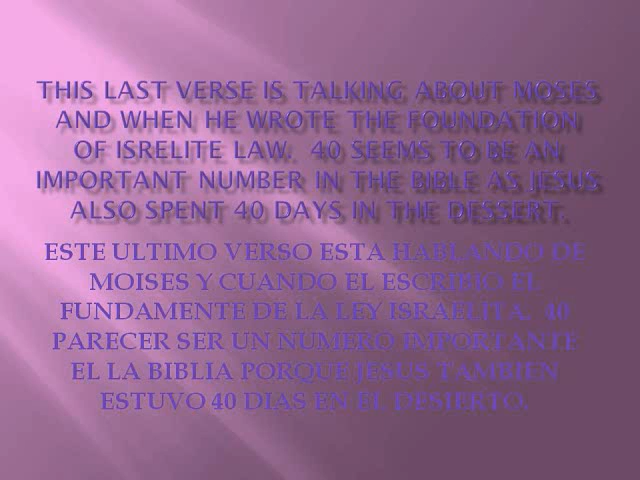 THIS LAST VERSE IS TALKING ABOUT MOSES
AND WHEN HE WROTE THE FOUNDATION
OF ISRELITE LAW. 40 SEEMS TO BE AN
IMPORTANT NUMBER IN THE BIBLE AS JESUS
ALSO SPENT 40 DAYS IN THE DESSERT.
ESTE ULTIMO VERSO ESTA HABLANDO DE
MOISES Y CUANDO EL ESCRIBIO EL
FUNDAMENTE DE LA LEY ISRAELITA. 40
PARECER SER UN NUMERO IMPORTANTE
EL LA BIBLIA PORQUE JESUS TAMBIEN
ESTUVO 40 DIAS EN EL DESIERTO.